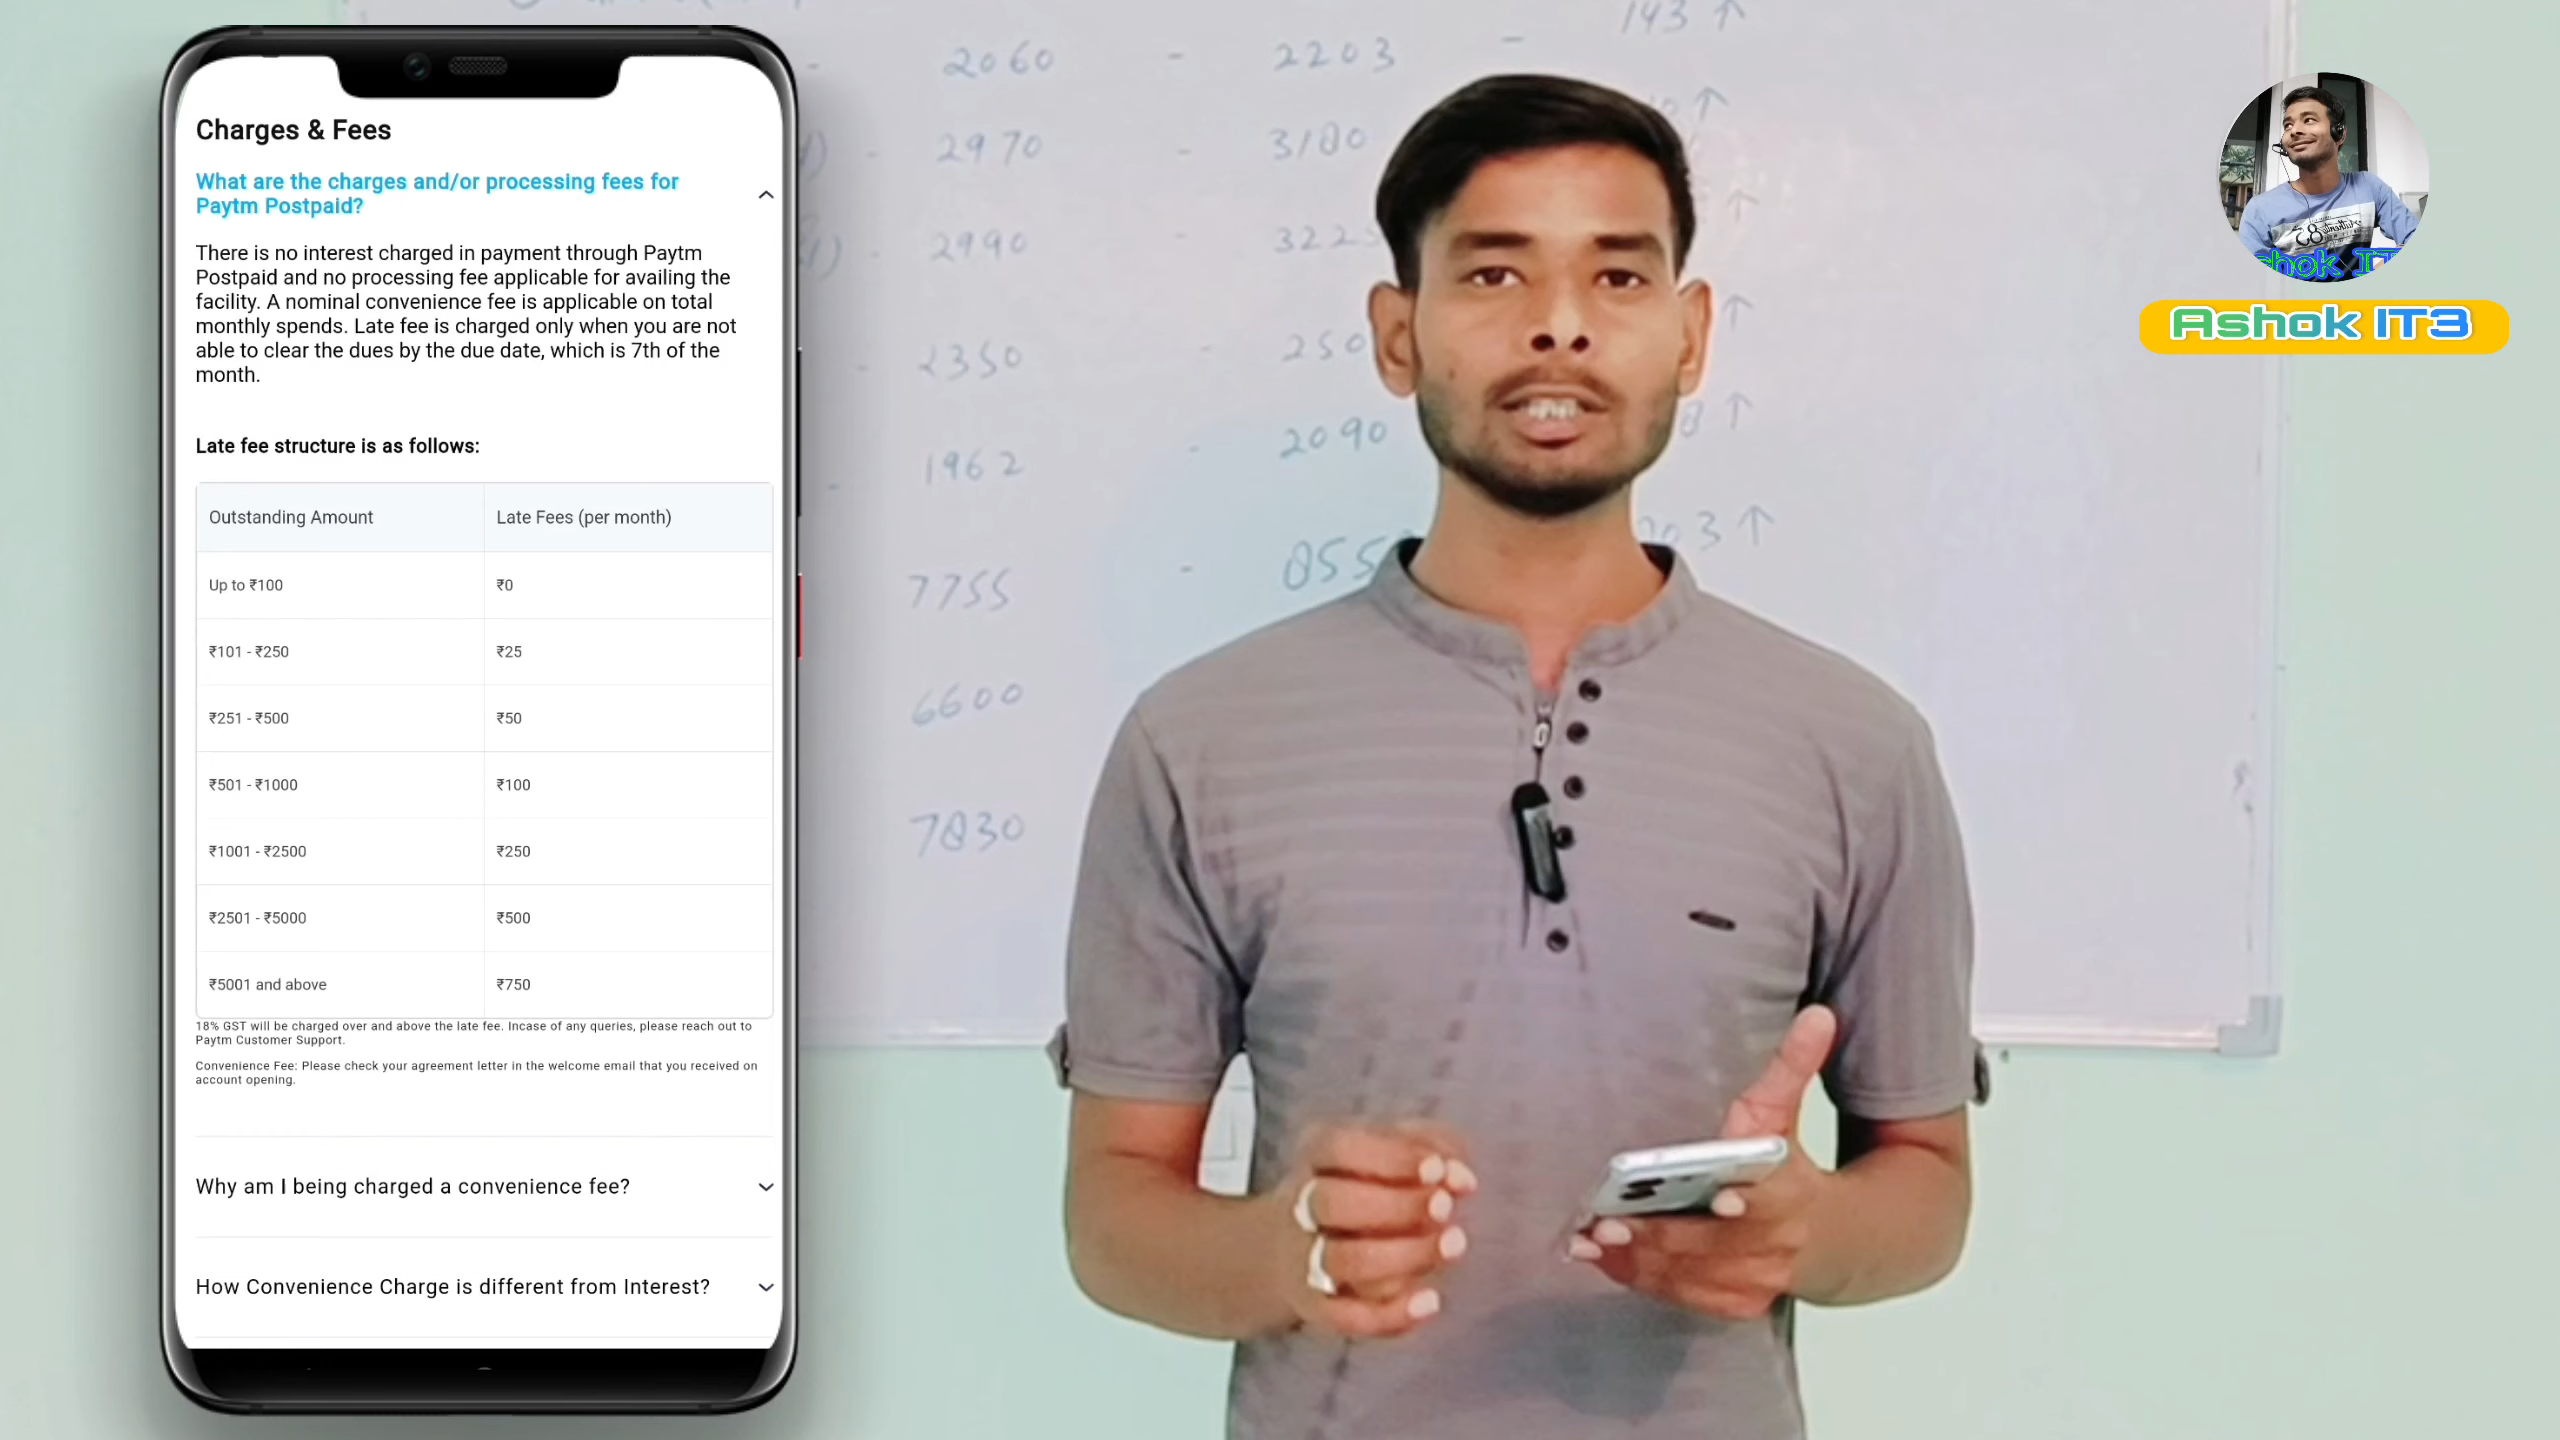 Charges & Fees
What are the charges and/or processing fees for
Paytm Postpaid?
There is no interest charged in payment through Paytm
Postpaid and no processing fee applicable for availing the
facility. A nominal convenience fee is applicable on total
monthly spends. Late fee is charged only when you are not
able to clear the dues by the due date, which is 7th of the
month.
Late fee structure is as follows:
Outstanding Amount Late Fees (per month)
Up to ₹100 ₹0
₹101 - ₹250 ₹25
₹251 - ₹500 ₹50
₹501 - ₹1000 ₹100
₹1001 - ₹2500 ₹250
₹2501 - ₹5000 ₹500
₹5001 and above ₹750
18% GST will be charged over and above the late fee. Incase of any queries, please reach out to
Paytm Customer Support.
Convenience Fee: Please check your agreement letter in the welcome email that you received on
account opening.
Why am I being charged a convenience fee?
How Convenience Charge is different from Interest?
- 2060 - 2203 - 143 ↑
- 2970 - 3180 ↑
- 2990 - ↑
- 2350 - ↑
- 1962 - 2090 ↑
7755 - ↑
6600
7830
Ashok IT3